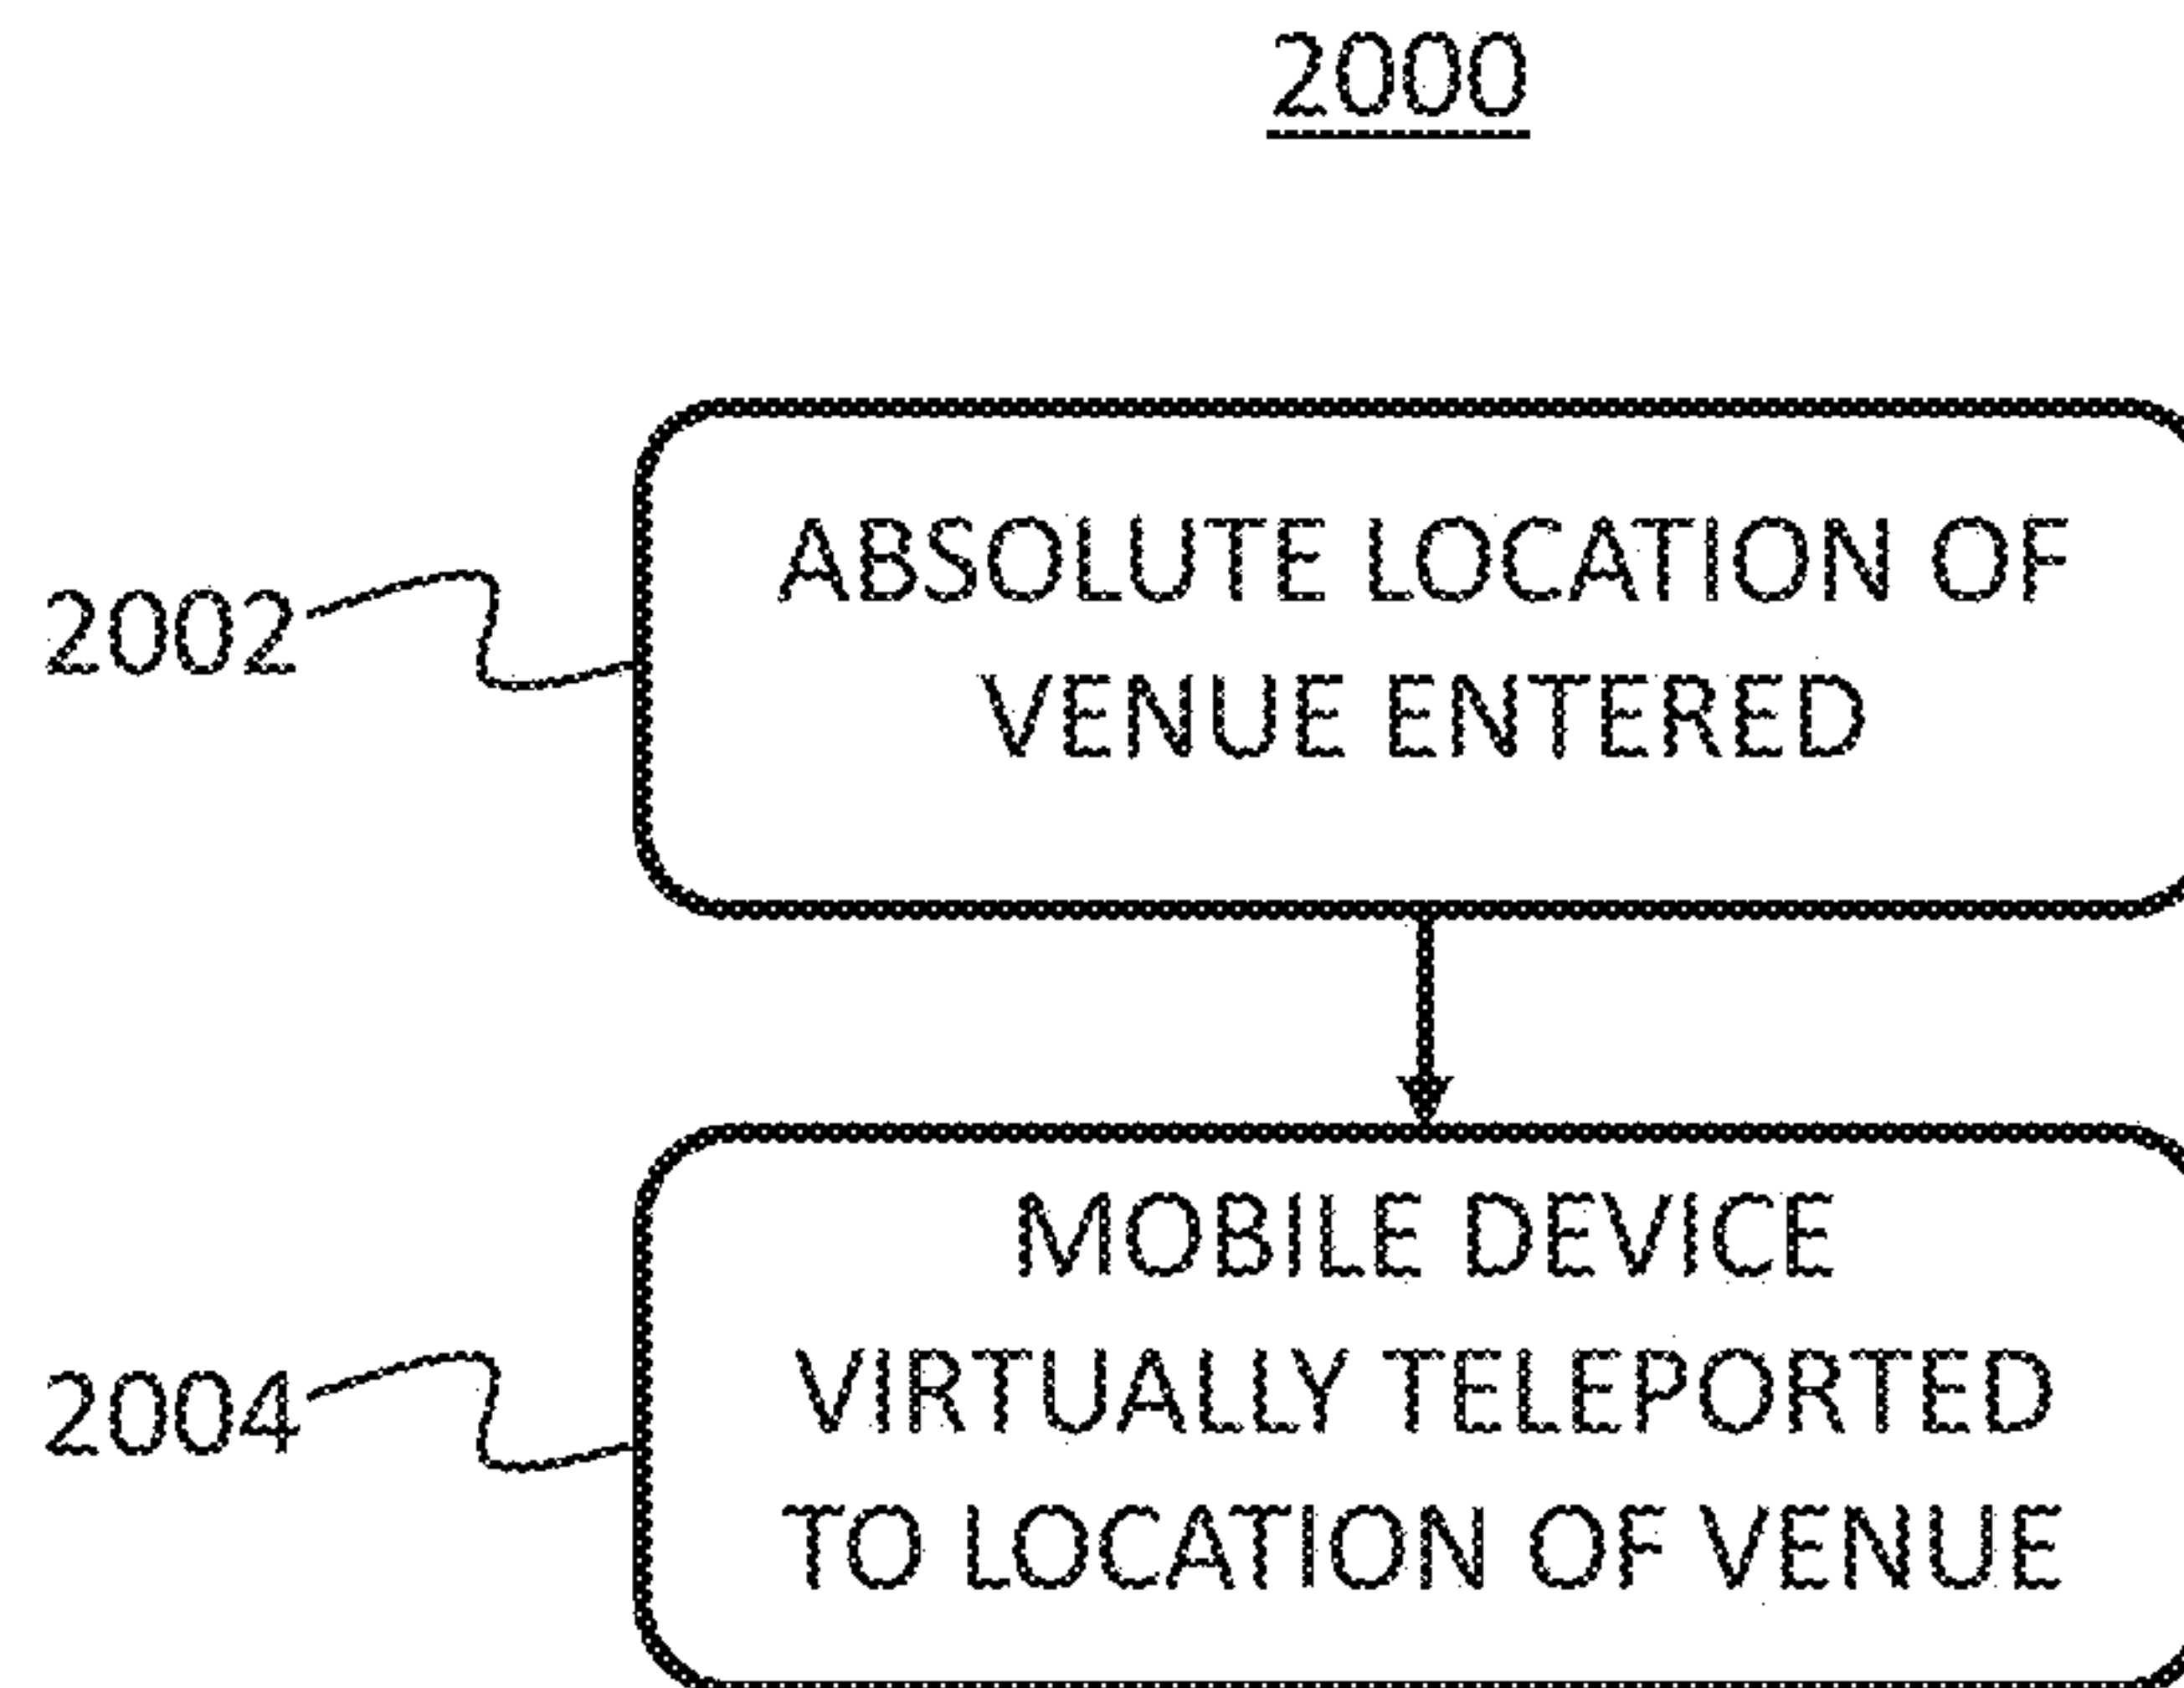 2000
2002
ABSOLUTE LOCATION OF
VENUE ENTERED
2004
MOBILE DEVICE
VIRTUALLY TELEPORTED
TO LOCATION OF VENUE